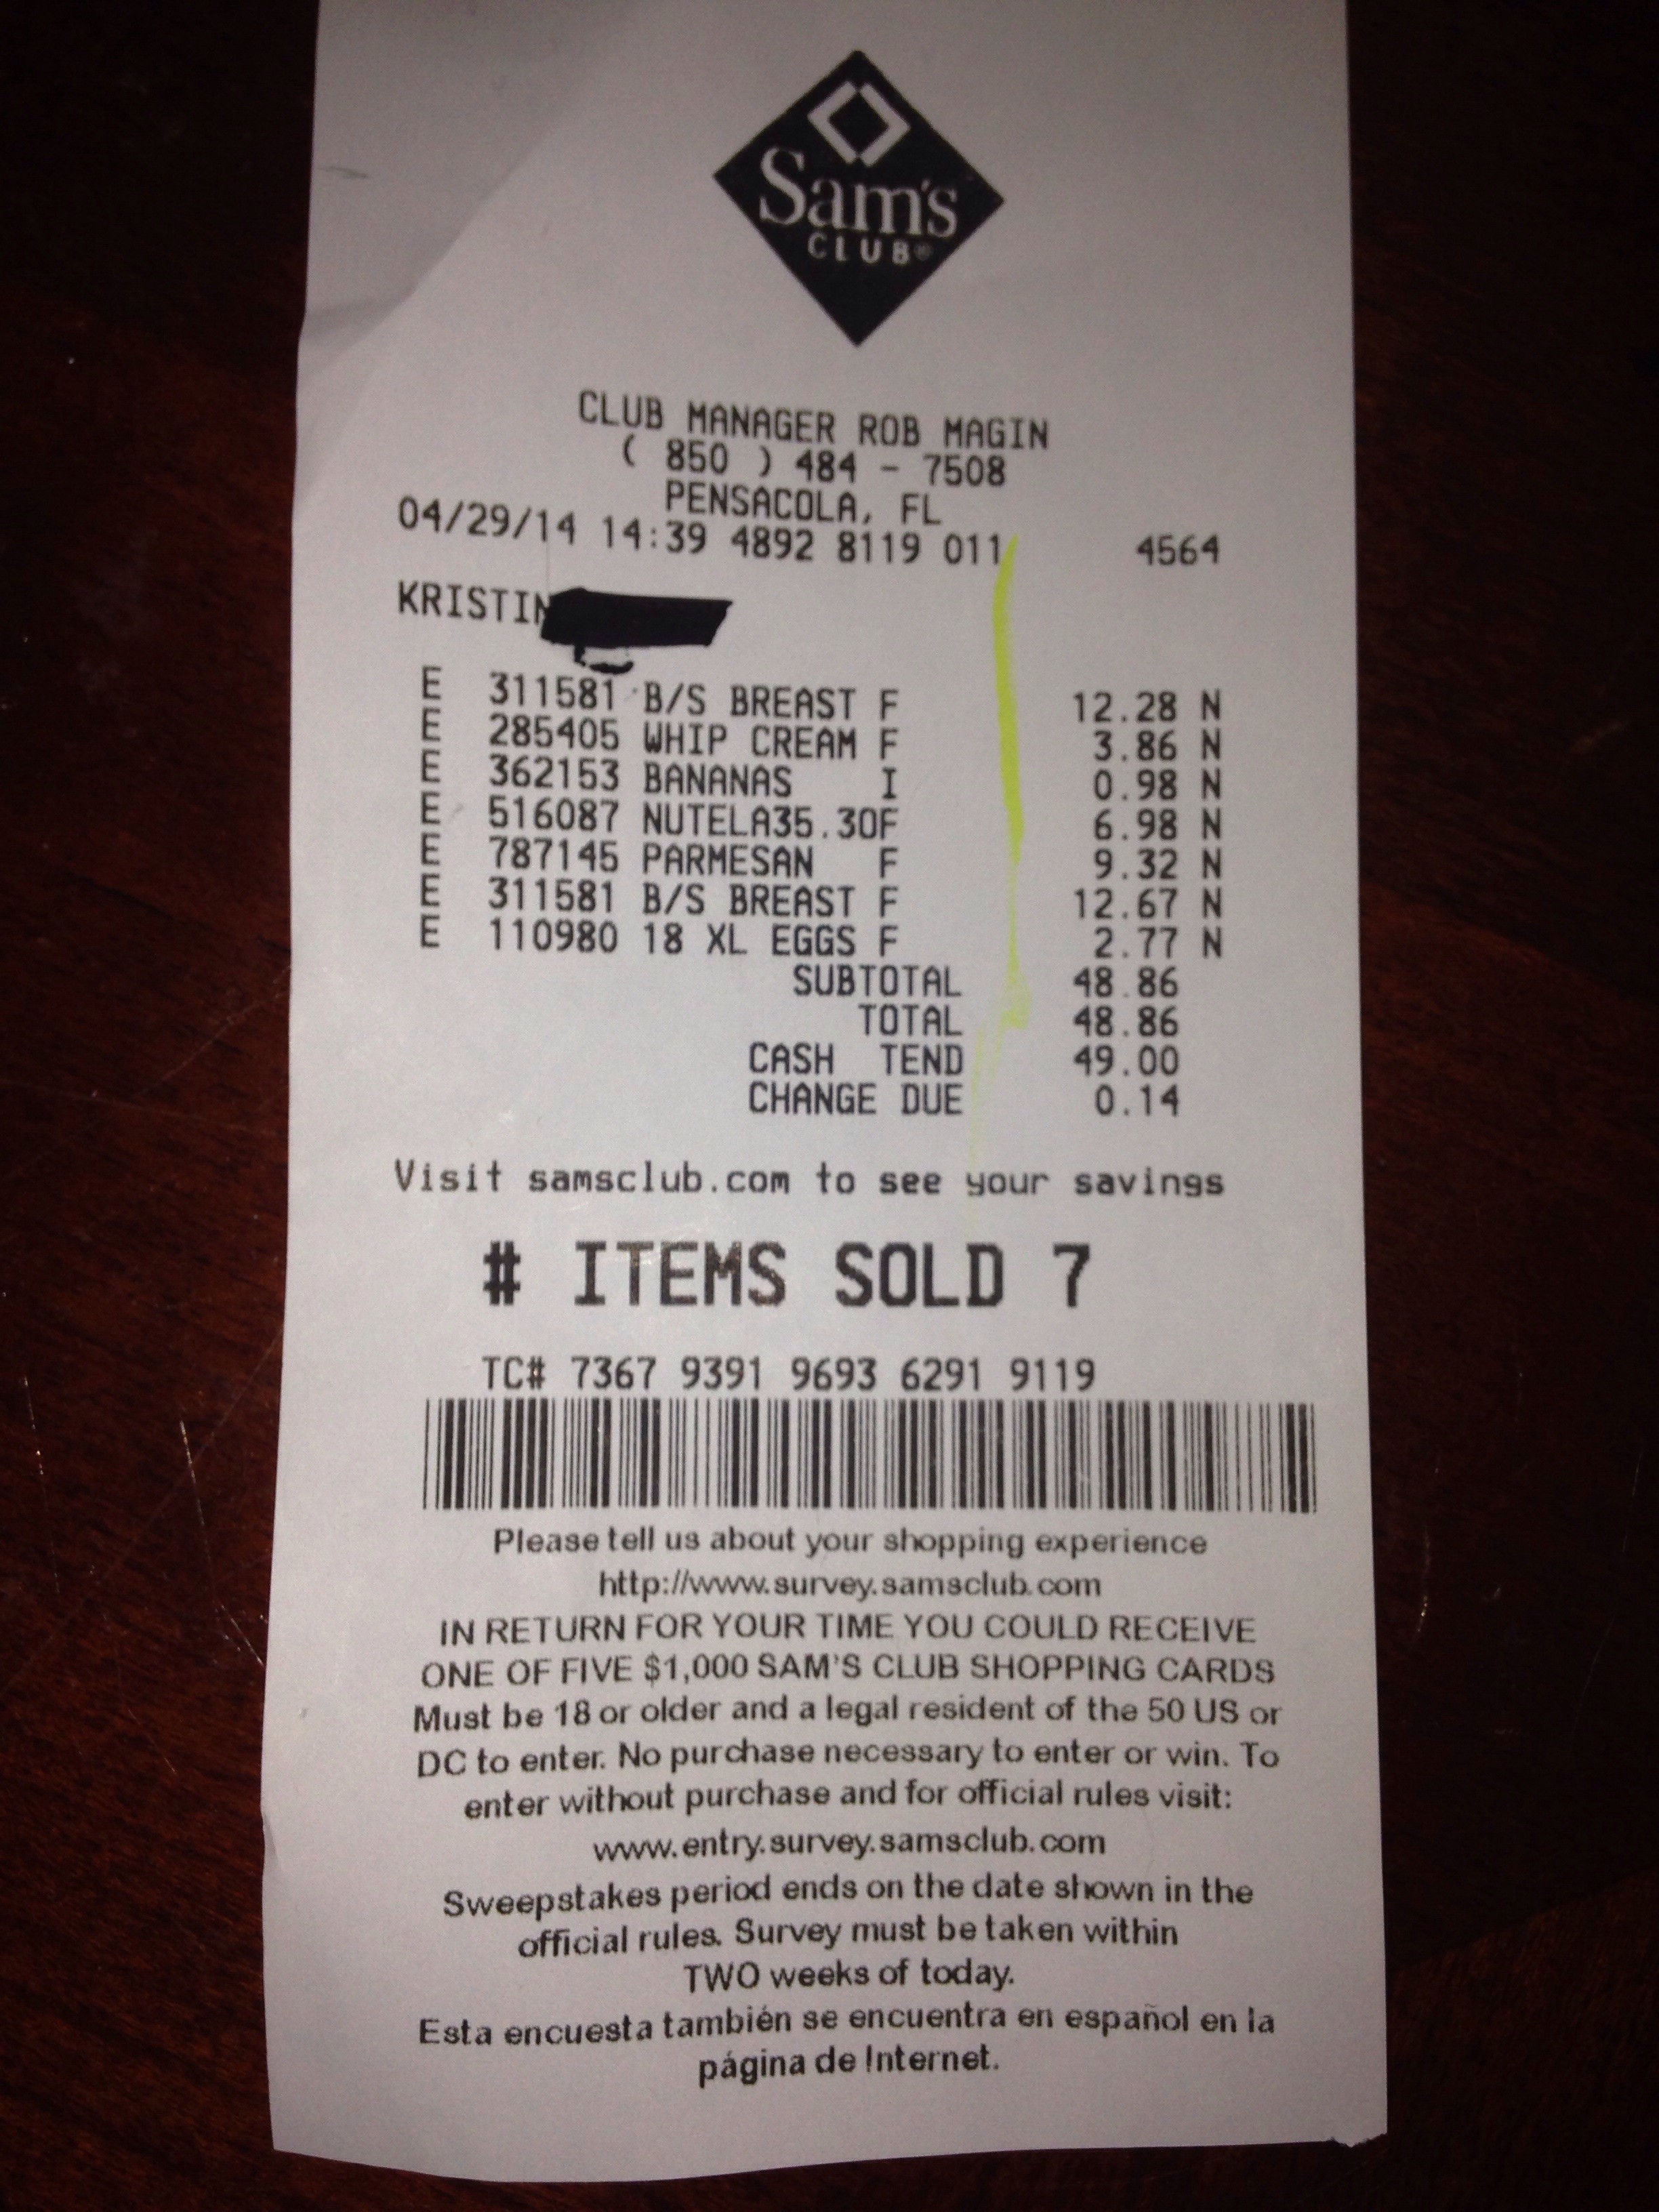 Sam's
CLUB®
CLUB MANAGER ROB MAGIN
( 850 ) 484 - 7508
PENSACOLA, FL
04/29/14 14:39 4892 8119 011 4564
KRISTIN
E 311581 B/S BREAST F 12.28 N
E 285405 WHIP CREAM F 3.86 N
E 362153 BANANAS I 0.98 N
E 516087 NUTELA35.30F 6.98 N
E 787145 PARMESAN F 9.32 N
E 311581 B/S BREAST F 12.67 N
E 110980 18 XL EGGS F 2.77 N
SUBTOTAL 48.86
TOTAL 48.86
CASH TEND 49.00
CHANGE DUE 0.14
Visit samsclub.com to see your savings
# ITEMS SOLD 7
TC# 7367 9391 9693 6291 9119
Please tell us about your shopping experience
http://www.survey.samsclub.com
IN RETURN FOR YOUR TIME YOU COULD RECEIVE
ONE OF FIVE $1,000 SAM'S CLUB SHOPPING CARDS
Must be 18 or older and a legal resident of the 50 US or
DC to enter. No purchase necessary to enter or win. To
enter without purchase and for official rules visit:
www.entry.survey.samsclub.com
Sweepstakes period ends on the date shown in the
official rules. Survey must be taken within
TWO weeks of today.
Esta encuesta también se encuentra en español en la
página de Internet.